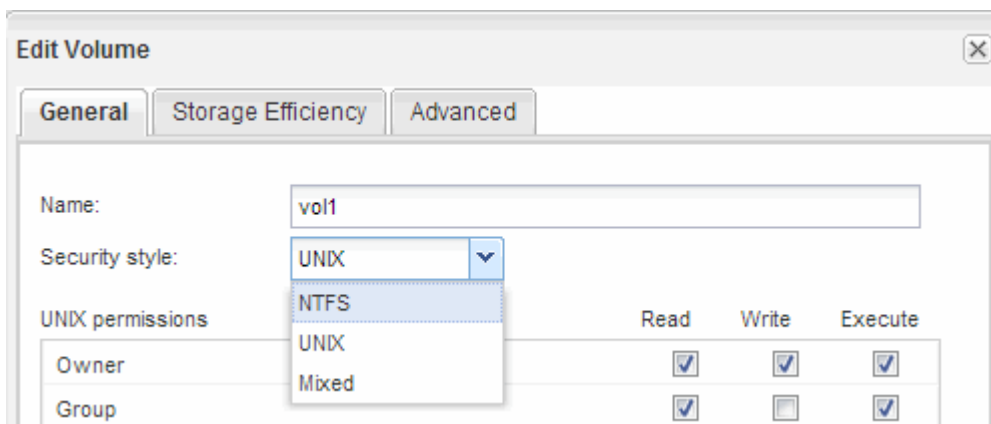 Edit Volume
General Storage Efficiency Advanced
Name: vol1
Security style: UNIX
NTFS
UNIX
Mixed
UNIX permissions Read Write Execute
Owner
Group